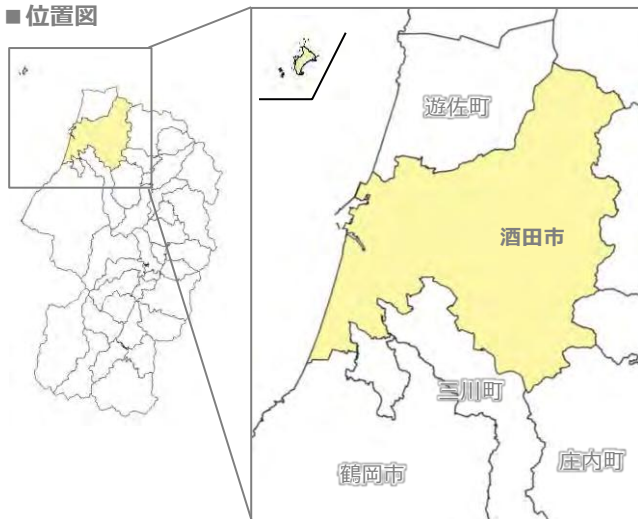 ■位置図
遊佐町
酒田市
三川町
鶴岡市
庄内町